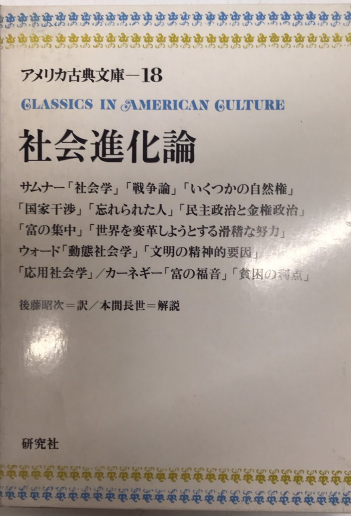 アメリカ古典文庫—18
CLASSICS IN AMERICAN CULTURE
社会進化論
サムナー「社会学」「戦争論」「いくつかの自然権」
「国家干渉」「忘れられた人」「民主政治と金権政治」
「富の集中」「世界を変革しようとする滑稽な努力」
ウォード「動態社会学」「文明の精神的要因」
「応用社会学」/カーネギー「富の福音」「貧困の利点」
後藤昭次=訳/本間長世=解説
研究社